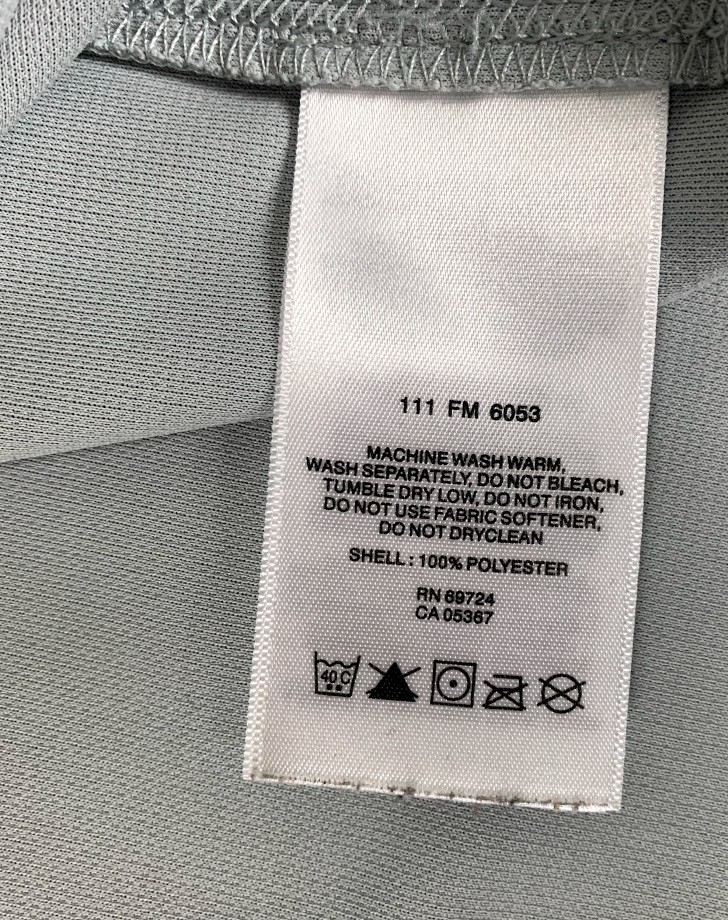 111 FM 6053
MACHINE WASH WARM,
WASH SEPARATELY, DO NOT BLEACH,
TUMBLE DRY LOW, DO NOT IRON,
DO NOT USE FABRIC SOFTENER,
DO NOT DRYCLEAN
SHELL : 100% POLYESTER
RN 69724
CA 05367
40 C